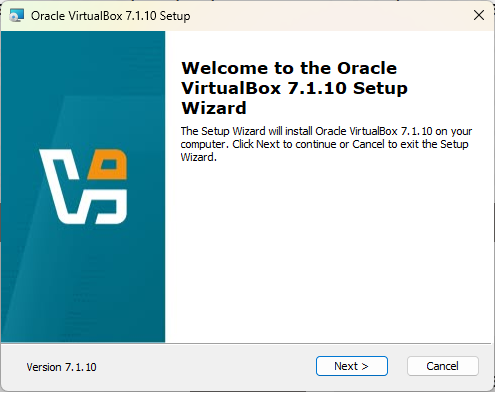 Oracle VirtualBox 7.1.10 Setup
Welcome to the Oracle
VirtualBox 7.1.10 Setup
Wizard
The Setup Wizard will install Oracle VirtualBox 7.1.10 on your
computer. Click Next to continue or Cancel to exit the Setup
Wizard.
Version 7.1.10
Next >
Cancel